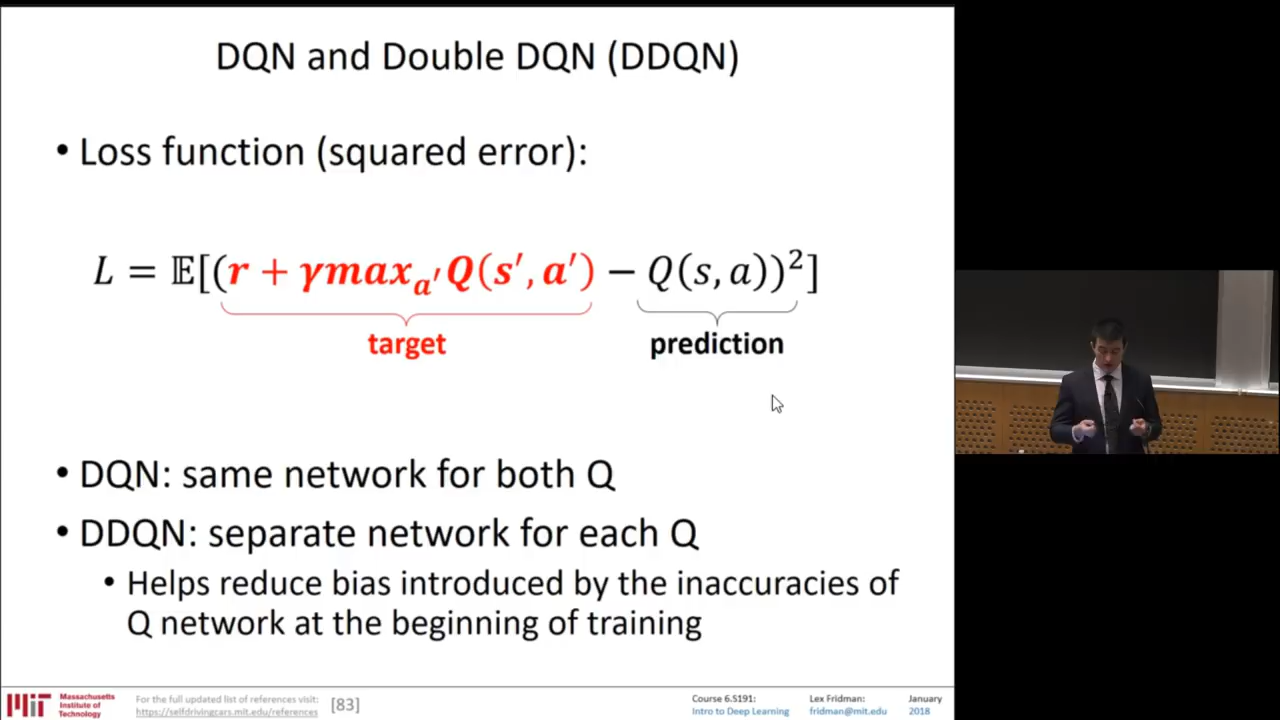 DQN and Double DQN (DDQN)
• Loss function (squared error):
L = 𝔼[(r + γmax_{a′}Q(s′, a′) − Q(s, a))²]
target
prediction
• DQN: same network for both Q
• DDQN: separate network for each Q
• Helps reduce bias introduced by the inaccuracies of
Q network at the beginning of training
Massachusetts
Institute of
Technology
For the full updated list of references visit:
https://selfdrivingcars.mit.edu/references
[83]
Course 6.S191:
Intro to Deep Learning
Lex Fridman:
fridman@mit.edu
January
2018